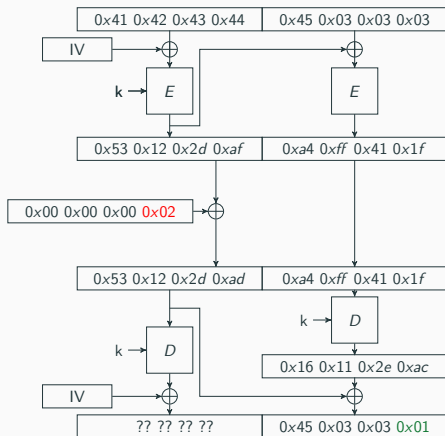 0x41 0x42 0x43 0x44 0x45 0x03 0x03 0x03
IV
k E E
0x53 0x12 0x2d 0xaf 0xa4 0xff 0x41 0x1f
0x00 0x00 0x00 0x02
0x53 0x12 0x2d 0xad 0xa4 0xff 0x41 0x1f
k D
k D
0x16 0x11 0x2e 0xac
IV
?? ?? ?? ?? 0x45 0x03 0x03 0x01